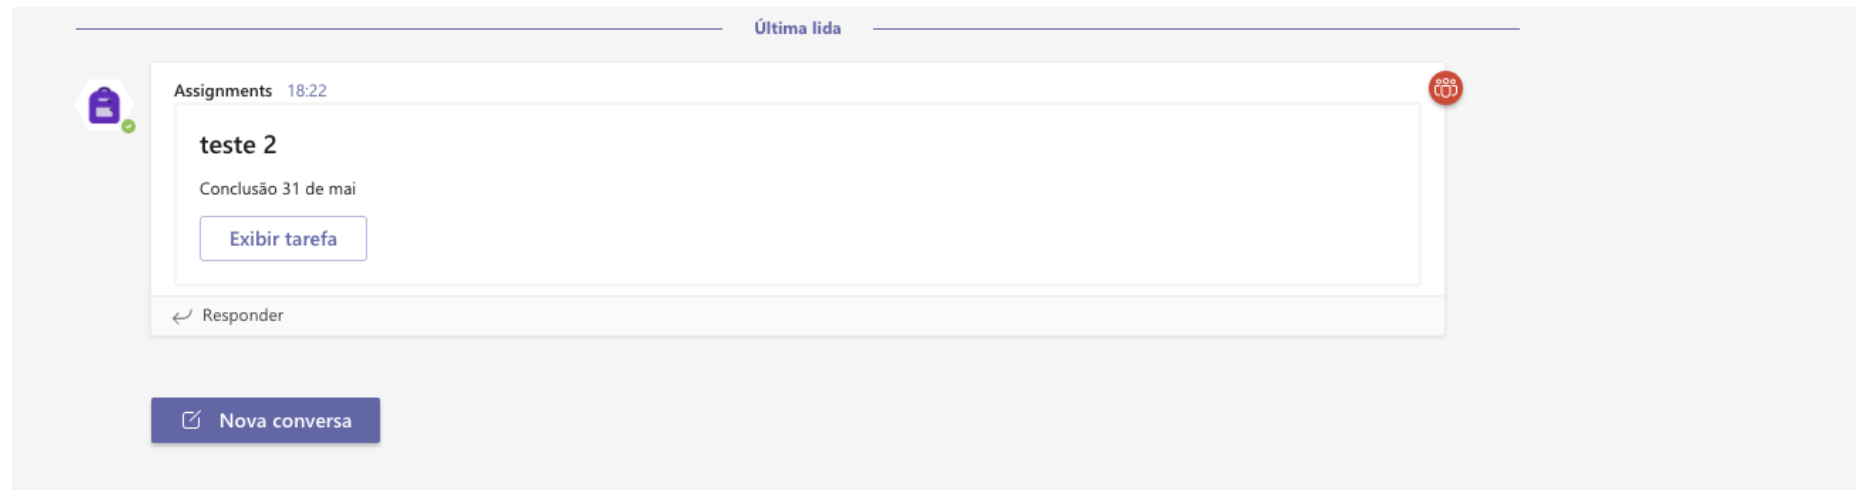 Última lida
Assignments 18:22
teste 2
Conclusão 31 de mai
Exibir tarefa
Responder
Nova conversa